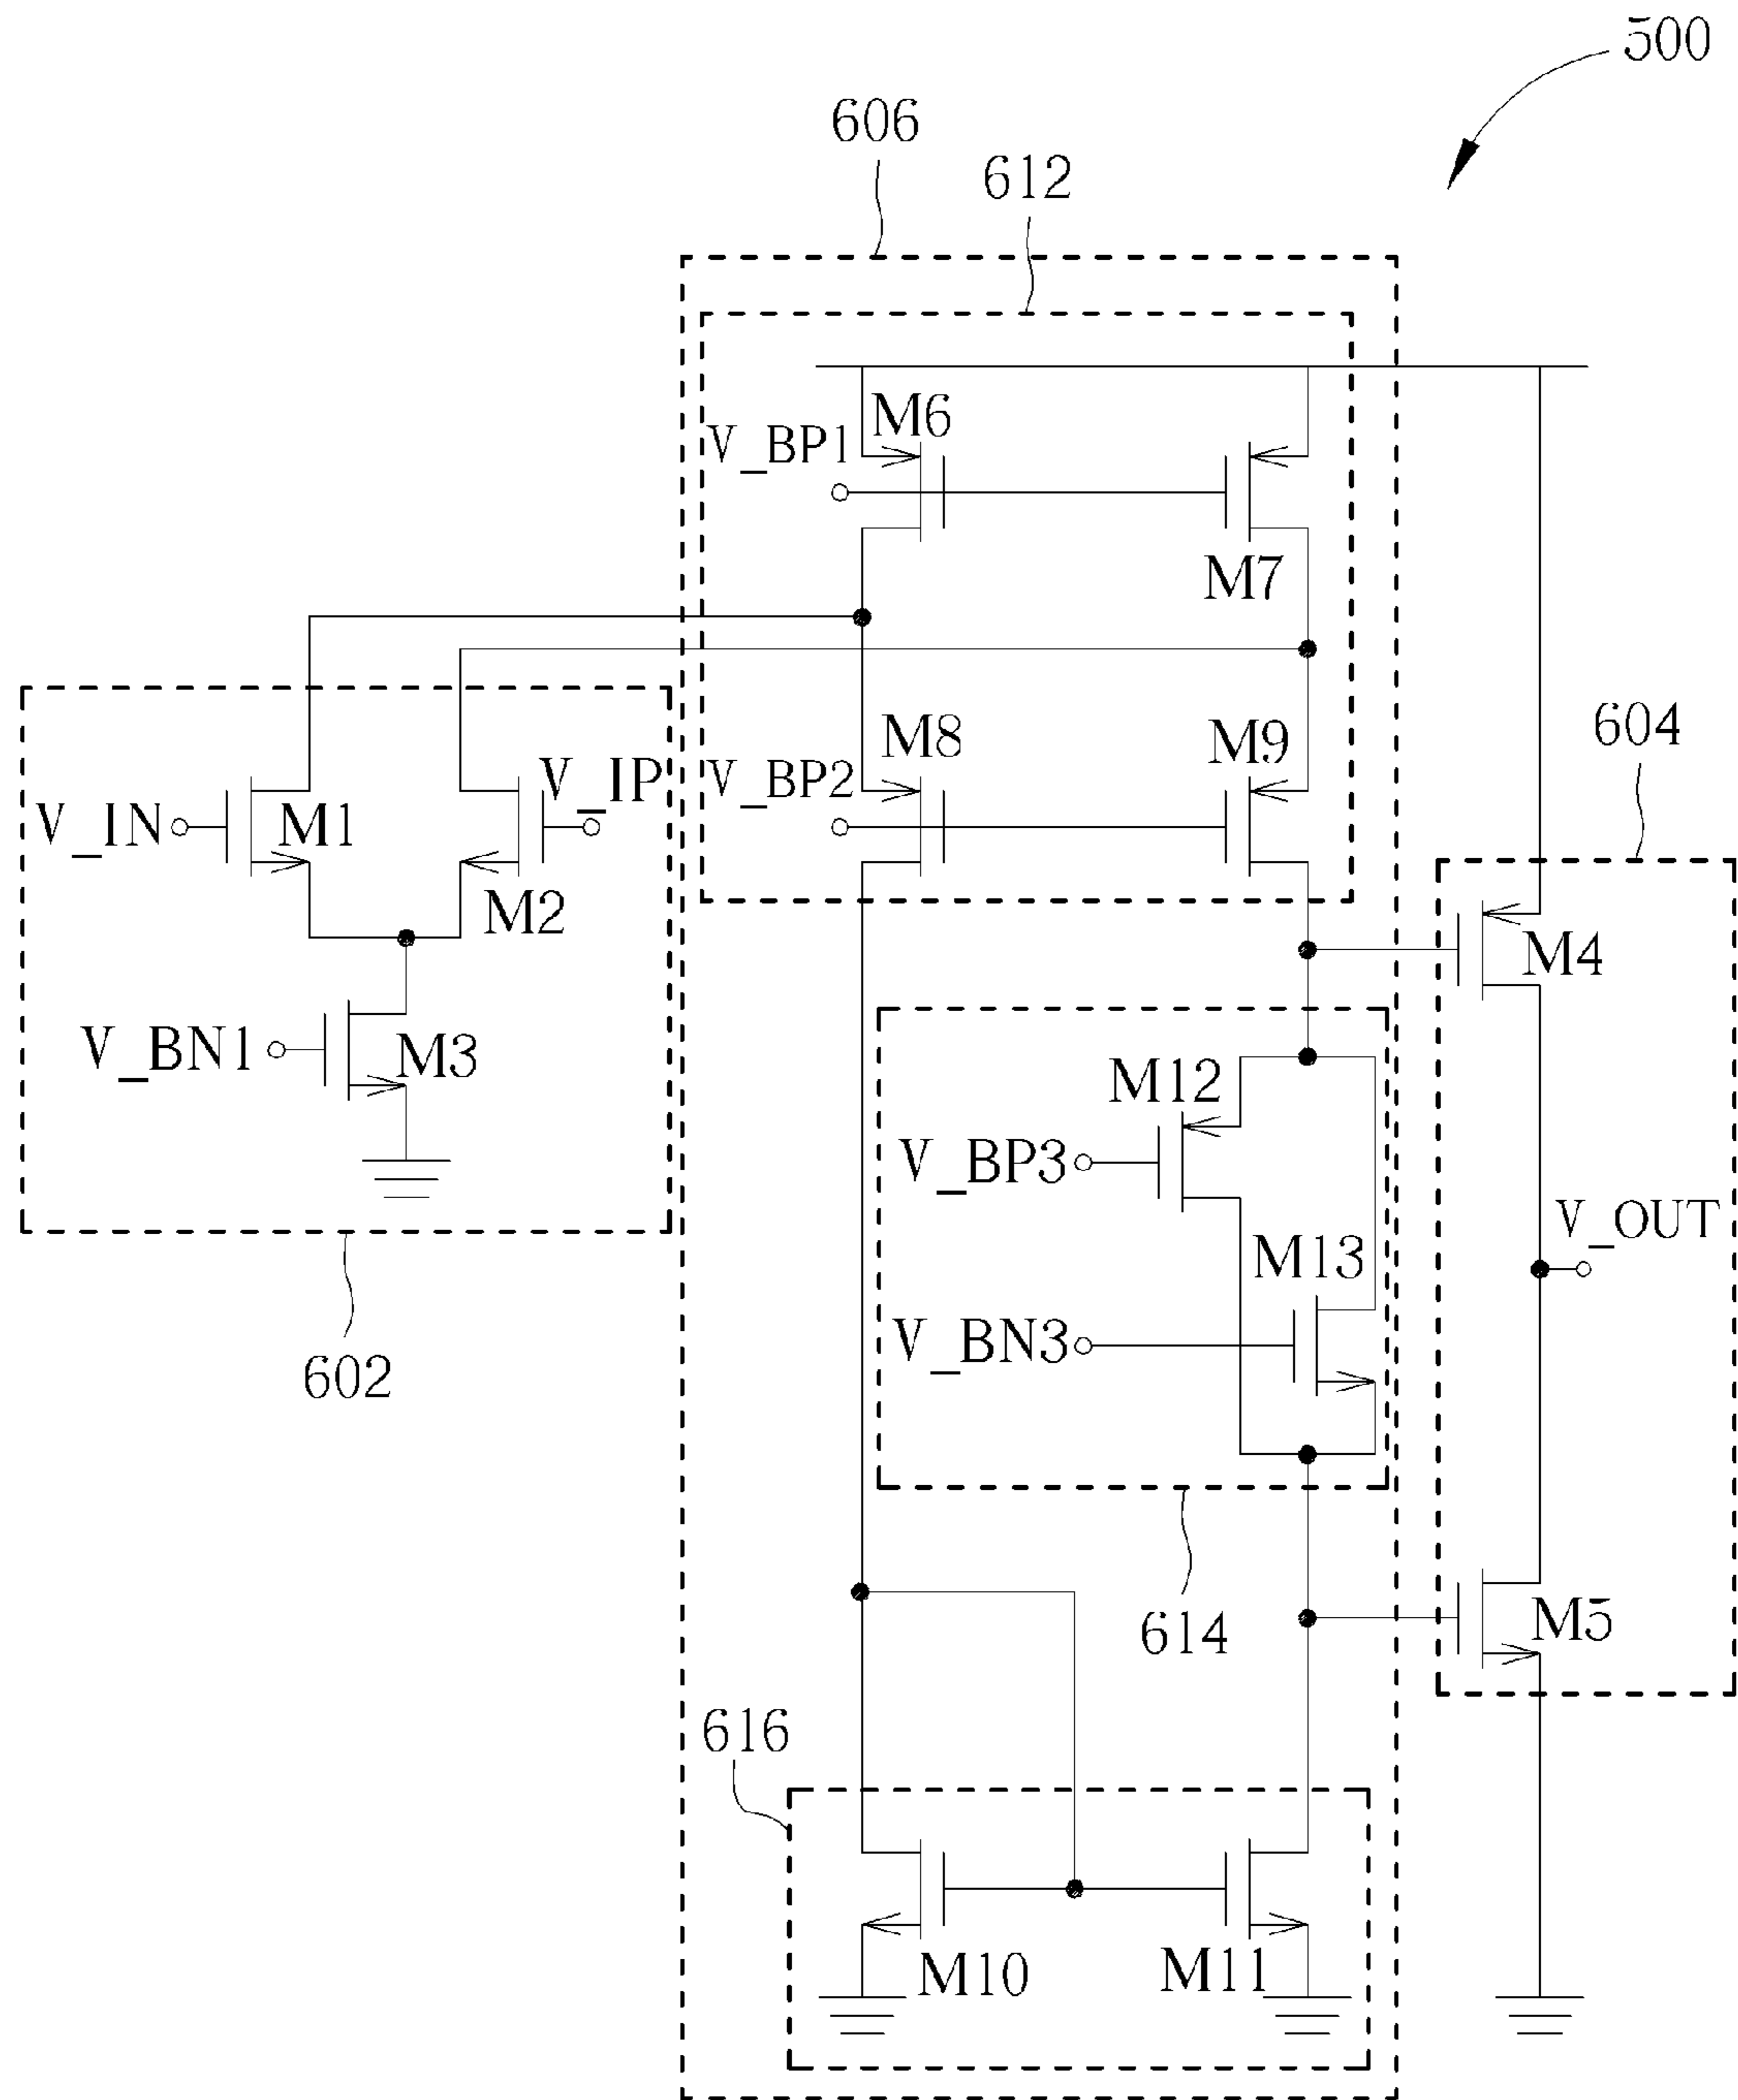 500
606
612
M6
V_BP1
M7
M8
M9
V_BP2
604
V_IN
M1
V_IP
M2
M4
V_BN1
M3
M12
V_BP3
V_OUT
M13
V_BN3
602
614
M5
616
M10
M11